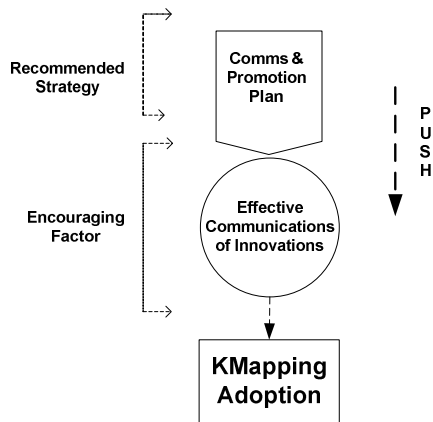 Comms &
Promotion
Plan
Recommended
Strategy
P
U
S
H
Encouraging
Factor
Effective
Communications
of Innovations
KMapping
Adoption